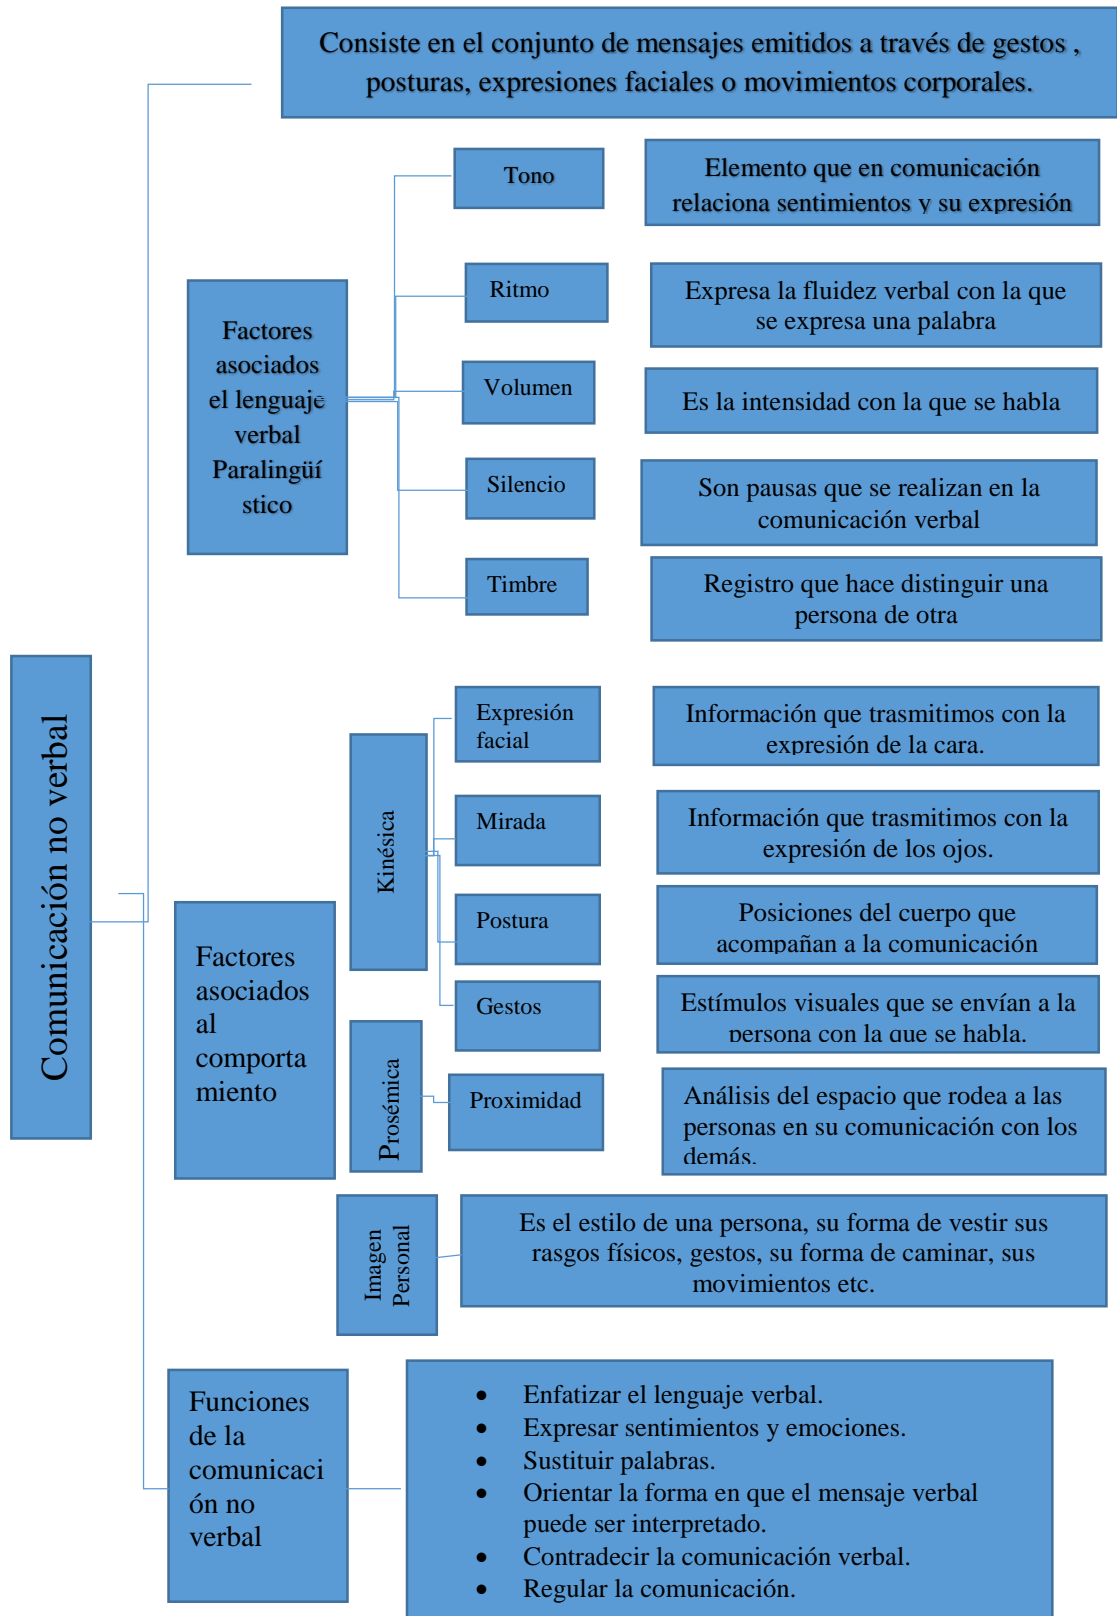 Consiste en el conjunto de mensajes emitidos a través de gestos ,
posturas, expresiones faciales o movimientos corporales.
Tono
Elemento que en comunicación
relaciona sentimientos y su expresión
Factores
asociados
el lenguaje
verbal
Paralingüí
stico
Ritmo
Expresa la fluidez verbal con la que
se expresa una palabra
Volumen
Es la intensidad con la que se habla
Silencio
Son pausas que se realizan en la
comunicación verbal
Timbre
Registro que hace distinguir una
persona de otra
Comunicación no verbal
Factores
asociados
al
comporta
miento
Kinésica
Expresión
facial
Información que trasmitimos con la
expresión de la cara.
Mirada
Información que trasmitimos con la
expresión de los ojos.
Postura
Posiciones del cuerpo que
acompañan a la comunicación
Gestos
Estímulos visuales que se envían a la
persona con la que se habla.
Prosémica
Proximidad
Análisis del espacio que rodea a las
personas en su comunicación con los
demás.
Imagen
Personal
Es el estilo de una persona, su forma de vestir sus
rasgos físicos, gestos, su forma de caminar, sus
movimientos etc.
Funciones
de la
comunicaci
ón no
verbal
• Enfatizar el lenguaje verbal.
• Expresar sentimientos y emociones.
• Sustituir palabras.
• Orientar la forma en que el mensaje verbal
puede ser interpretado.
• Contradecir la comunicación verbal.
• Regular la comunicación.